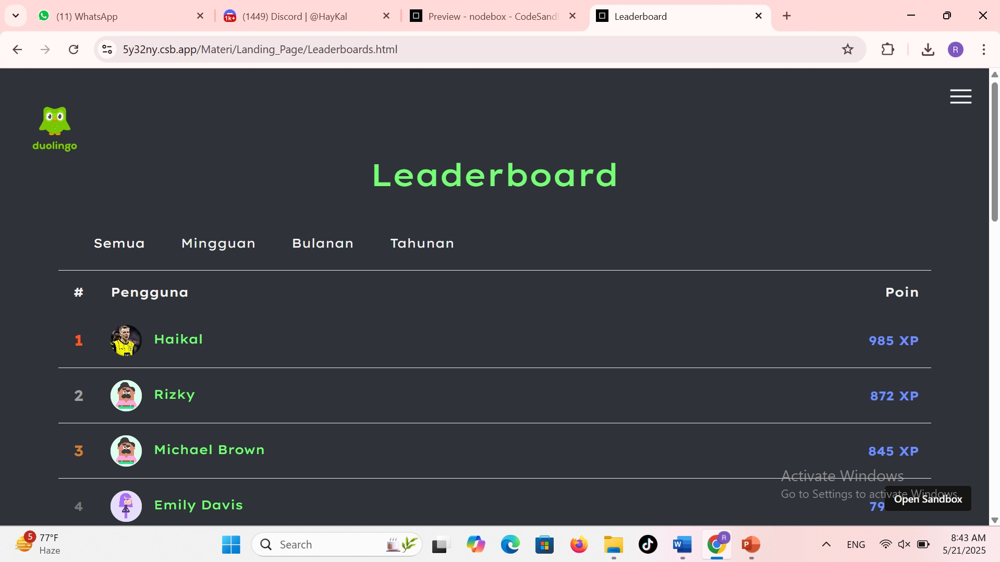 (11) WhatsApp
1k+
(1449) Discord | @HayKal
Preview - nodebox - CodeSand
Leaderboard
5y32ny.csb.app/Materi/Landing_Page/Leaderboards.html
R
duolingo
Leaderboard
Semua Mingguan Bulanan Tahunan
# Pengguna Poin
1 Haikal 985 XP
2 Rizky 872 XP
3 Michael Brown 845 XP
Activate Windows
Go to Settings to activate Windows.
4 Emily Davis 79
Open Sandbox
5
77°F
Haze
Search
W
R
P
ENG
8:43 AM
5/21/2025